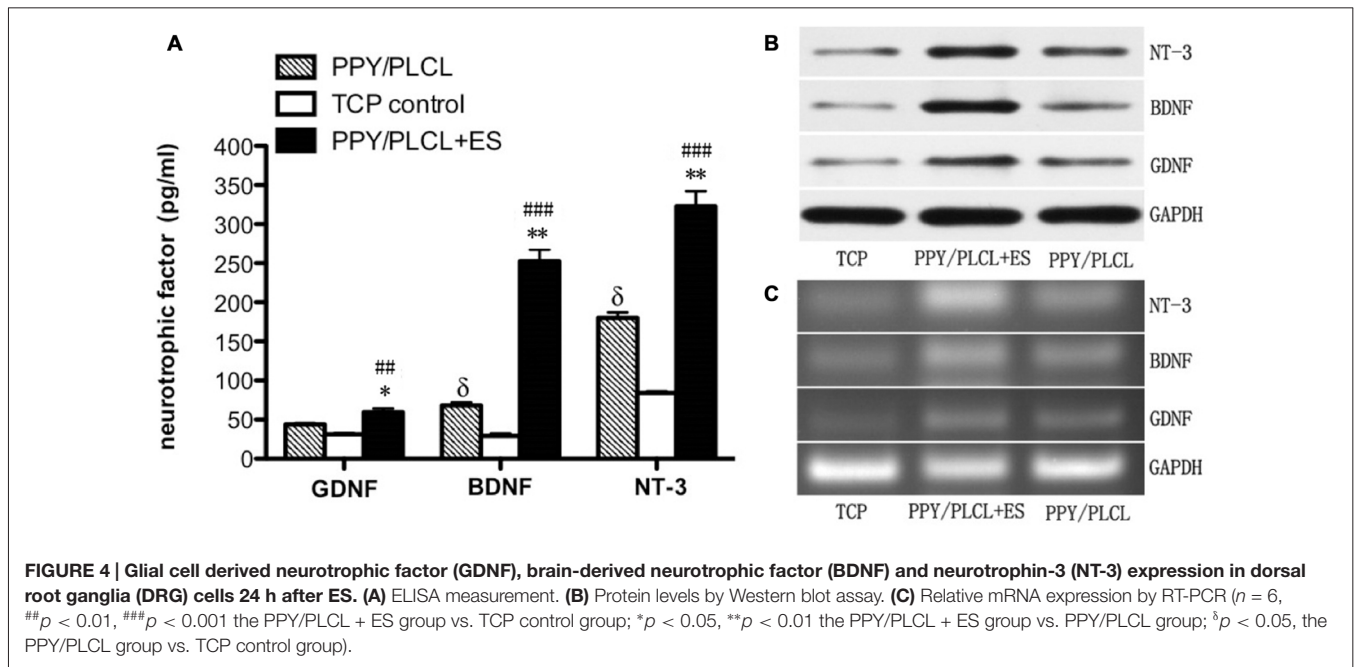 A
PPY/PLCL
TCP control
PPY/PLCL+ES
neurotrophic factor (pg/ml)
400
350
300
250
200
150
100
50
0
##
*
δ
###
**
δ
###
**
GDNF
BDNF
NT-3
B
NT-3
BDNF
GDNF
GAPDH
TCP
PPY/PLCL+ES
PPY/PLCL
C
NT-3
BDNF
GDNF
GAPDH
TCP
PPY/PLCL+ES
PPY/PLCL
FIGURE 4 | Glial cell derived neurotrophic factor (GDNF), brain-derived neurotrophic factor (BDNF) and neurotrophin-3 (NT-3) expression in dorsal
root ganglia (DRG) cells 24 h after ES. (A) ELISA measurement. (B) Protein levels by Western blot assay. (C) Relative mRNA expression by RT-PCR (n = 6,
##p < 0.01, ###p < 0.001 the PPY/PLCL + ES group vs. TCP control group; *p < 0.05, **p < 0.01 the PPY/PLCL + ES group vs. PPY/PLCL group; δp < 0.05, the
PPY/PLCL group vs. TCP control group).